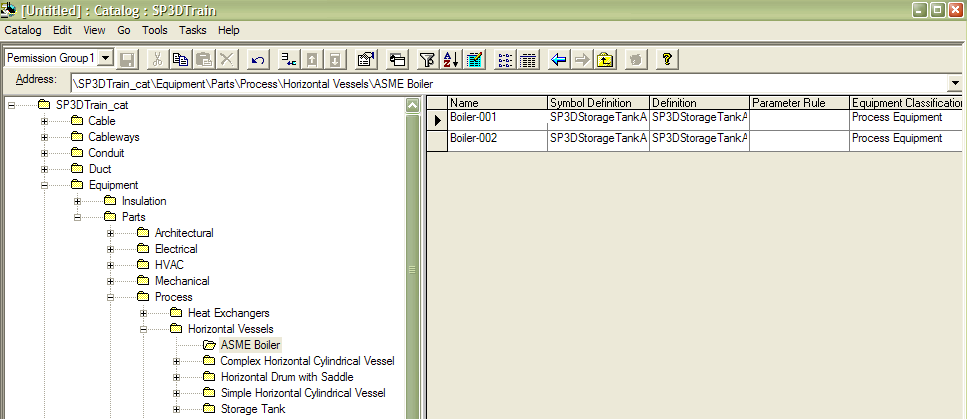 [Untitled] : Catalog : SP3DTrain
Catalog Edit View Go Tools Tasks Help
Permission Group1
Address: \SP3DTrain_cat\Equipment\Parts\Process\Horizontal Vessels\ASME Boiler
SP3DTrain_cat
Cable
Cableways
Conduit
Duct
Equipment
Insulation
Parts
Architectural
Electrical
HVAC
Mechanical
Process
Heat Exchangers
Horizontal Vessels
ASME Boiler
Complex Horizontal Cylindrical Vessel
Horizontal Drum with Saddle
Simple Horizontal Cylindrical Vessel
Storage Tank
Name Symbol Definition Definition Parameter Rule Equipment Classification
Boiler-001 SP3DStorageTankA SP3DStorageTankA Process Equipment
Boiler-002 SP3DStorageTankA SP3DStorageTankA Process Equipment